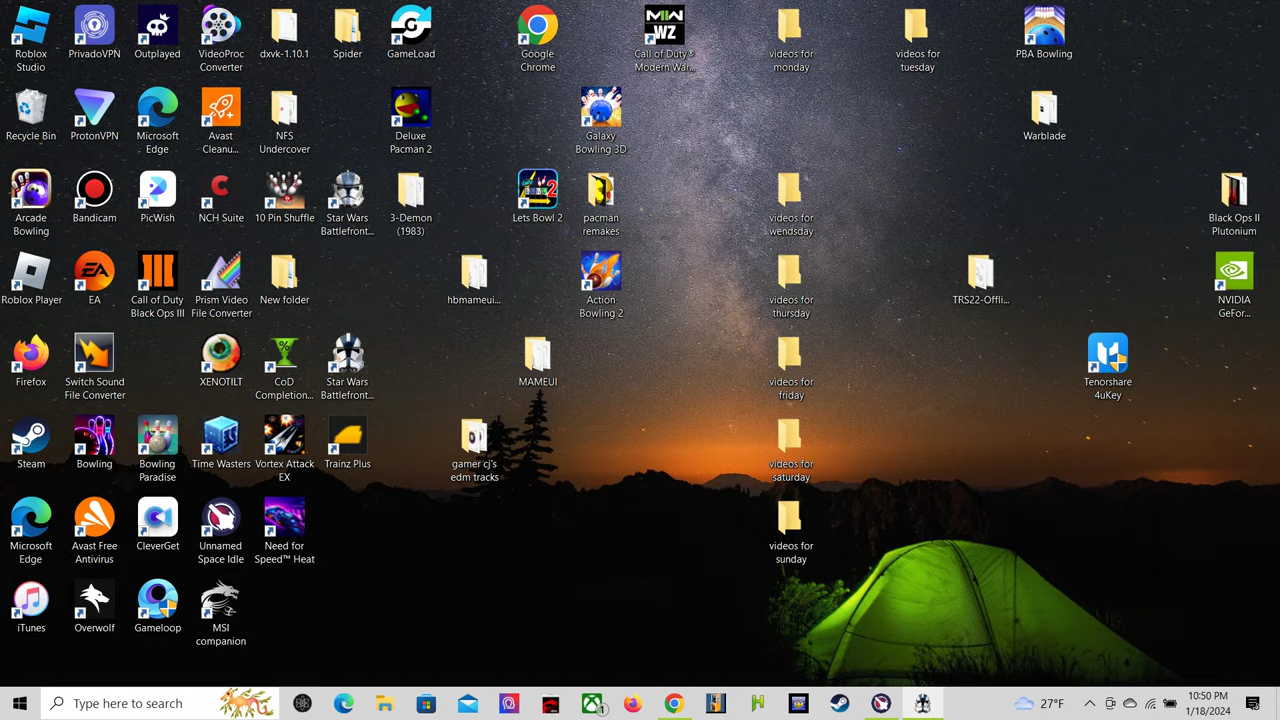 Roblox Studio
PrivadoVPN
Outplayed
VideoProc Converter
dxvk-1.10.1
Spider
GameLoad
Google Chrome
MW
WZ
Call of Duty® Modern War...
videos for monday
videos for tuesday
PBA Bowling
Recycle Bin
ProtonVPN
Microsoft Edge
Avast Cleanu...
NFS Undercover
Deluxe Pacman 2
Galaxy Bowling 3D
Warblade
Arcade Bowling
Bandicam
PicWish
NCH Suite
10 Pin Shuffle
Star Wars Battlefront...
3-Demon (1983)
Lets Bowl 2
pacman remakes
videos for wendsday
Black Ops II Plutonium
Roblox Player
EA
Call of Duty Black Ops III
Prism Video File Converter
New folder
hbmameui...
Action Bowling 2
videos for thursday
TRS22-Offli...
NVIDIA GeFor...
Firefox
Switch Sound File Converter
XENOTILT
CoD Completion...
Star Wars Battlefront...
MAMEUI
videos for friday
Tenorshare 4uKey
Steam
Bowling
Bowling Paradise
Time Wasters
Vortex Attack EX
Trainz Plus
gamer cj's edm tracks
videos for saturday
Microsoft Edge
Avast Free Antivirus
CleverGet
Unnamed Space Idle
Need for Speed™ Heat
videos for sunday
iTunes
Overwolf
Gameloop
MSI companion
Type here to search
27°F
10:50 PM
1/18/2024